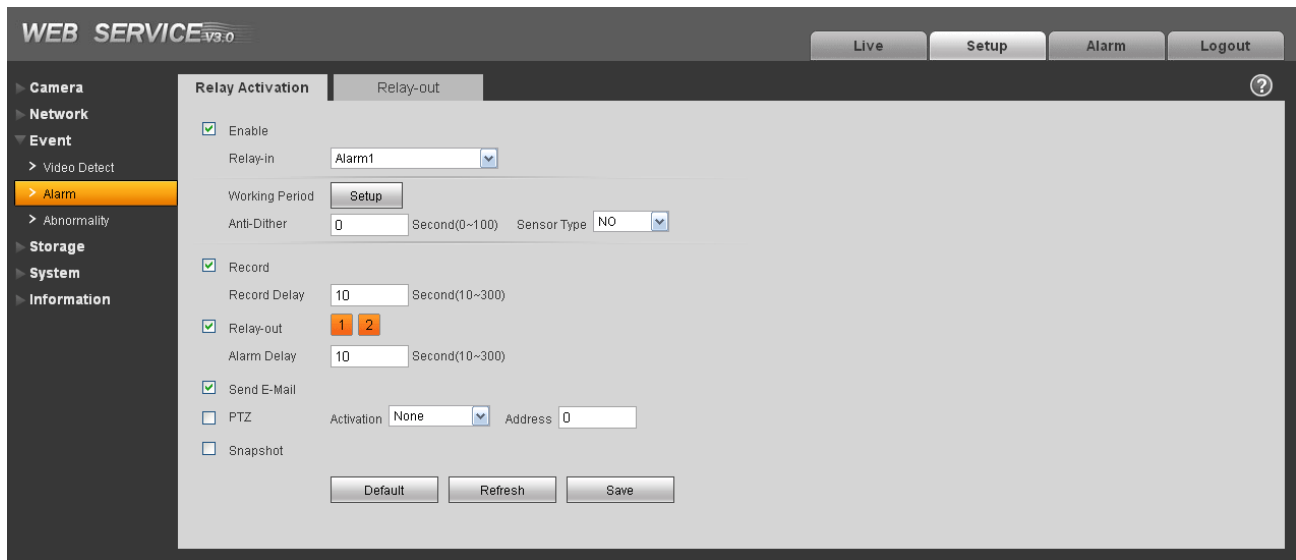 WEB SERVICE V3.0
Live Setup Alarm Logout
Camera
Network
Event
> Video Detect
> Alarm
> Abnormality
Storage
System
Information
Relay Activation Relay-out ?
Enable
Relay-in Alarm1
Working Period Setup
Anti-Dither 0 Second(0~100) Sensor Type NO
Record
Record Delay 10 Second(10~300)
Relay-out 1 2
Alarm Delay 10 Second(10~300)
Send E-Mail
PTZ Activation None Address 0
Snapshot
Default Refresh Save